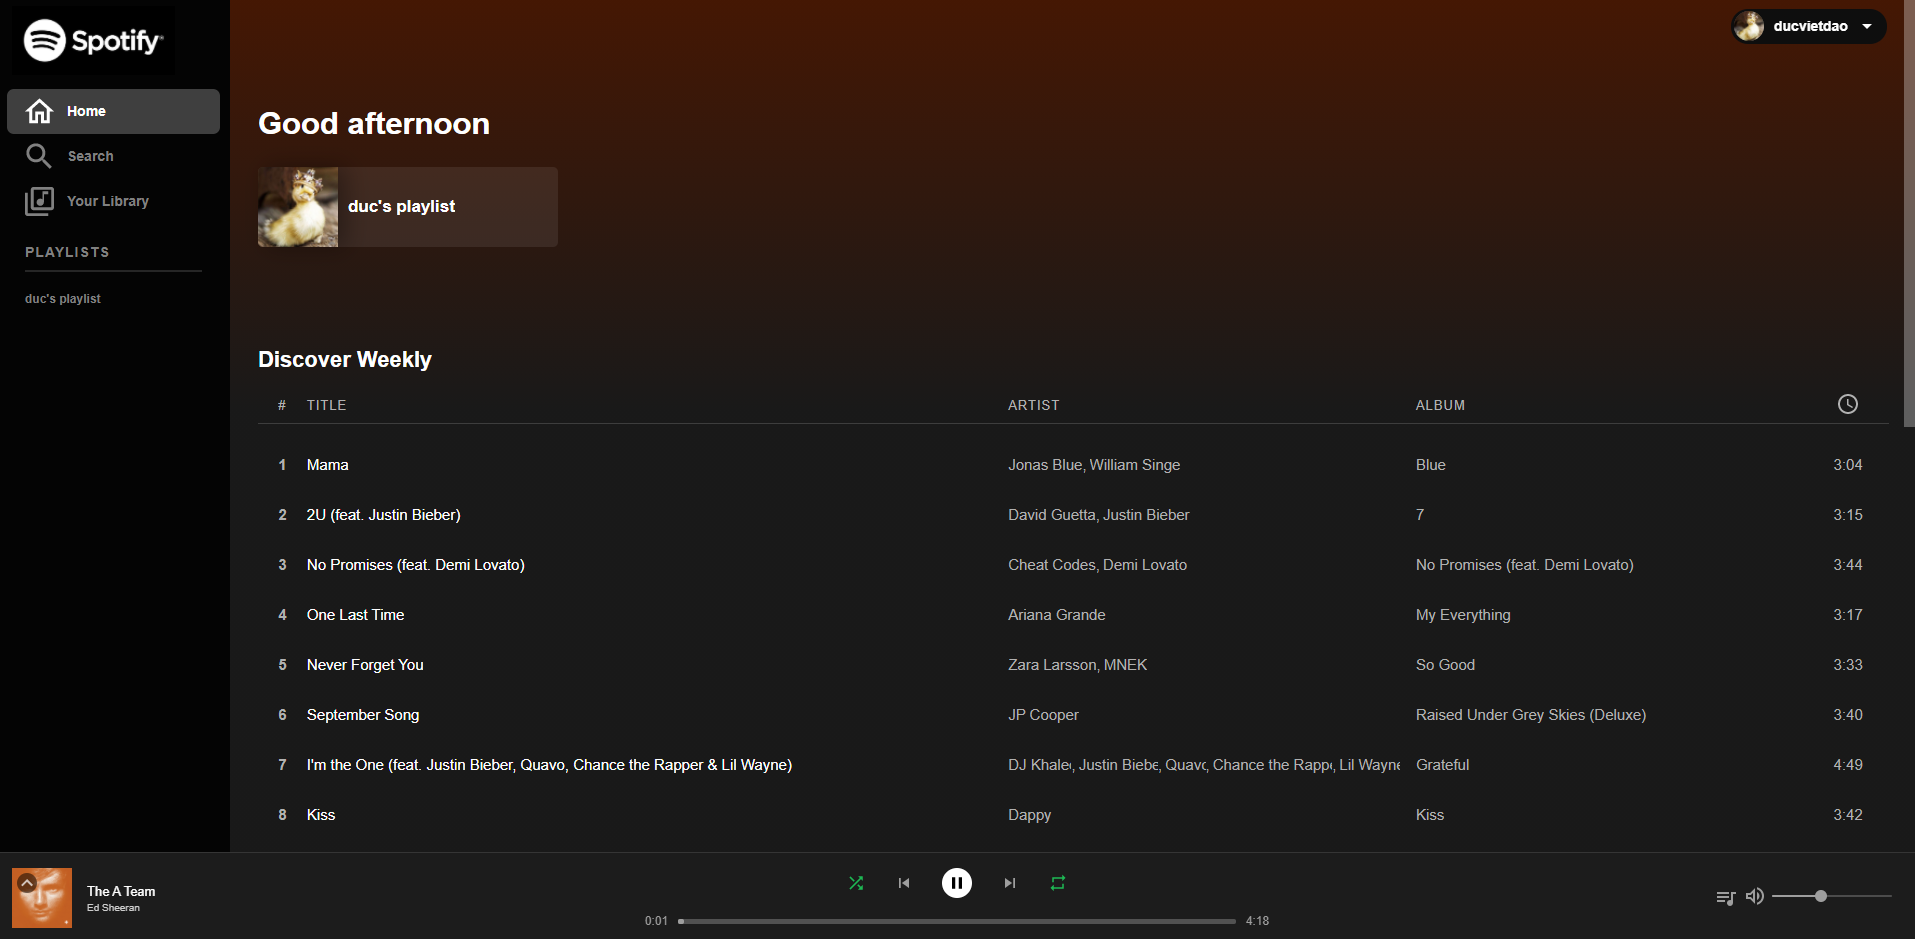 Spotify
ducvietdao
Home
Search
Your Library
PLAYLISTS
duc's playlist
Good afternoon
duc's playlist
Discover Weekly
# TITLE ARTIST ALBUM
1 Mama Jonas Blue, William Singe Blue 3:04
2 2U (feat. Justin Bieber) David Guetta, Justin Bieber 7 3:15
3 No Promises (feat. Demi Lovato) Cheat Codes, Demi Lovato No Promises (feat. Demi Lovato) 3:44
4 One Last Time Ariana Grande My Everything 3:17
5 Never Forget You Zara Larsson, MNEK So Good 3:33
6 September Song JP Cooper Raised Under Grey Skies (Deluxe) 3:40
7 I'm the One (feat. Justin Bieber, Quavo, Chance the Rapper & Lil Wayne) DJ Khale, Justin Biebe, Quavo, Chance the Rapp, Lil Wayne Grateful 4:49
8 Kiss Dappy Kiss 3:42
The A Team
Ed Sheeran
0:01 4:18